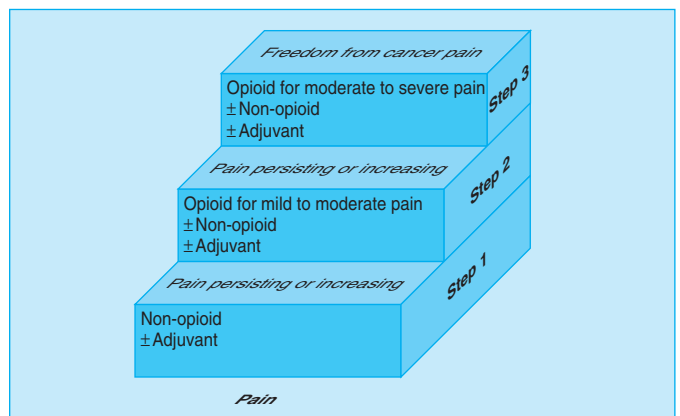 Freedom from cancer pain
Opioid for moderate to severe pain
±Non-opioid
±Adjuvant
Step 3
Pain persisting or increasing
Opioid for mild to moderate pain
±Non-opioid
±Adjuvant
Step 2
Pain persisting or increasing
Non-opioid
±Adjuvant
Step 1
Pain